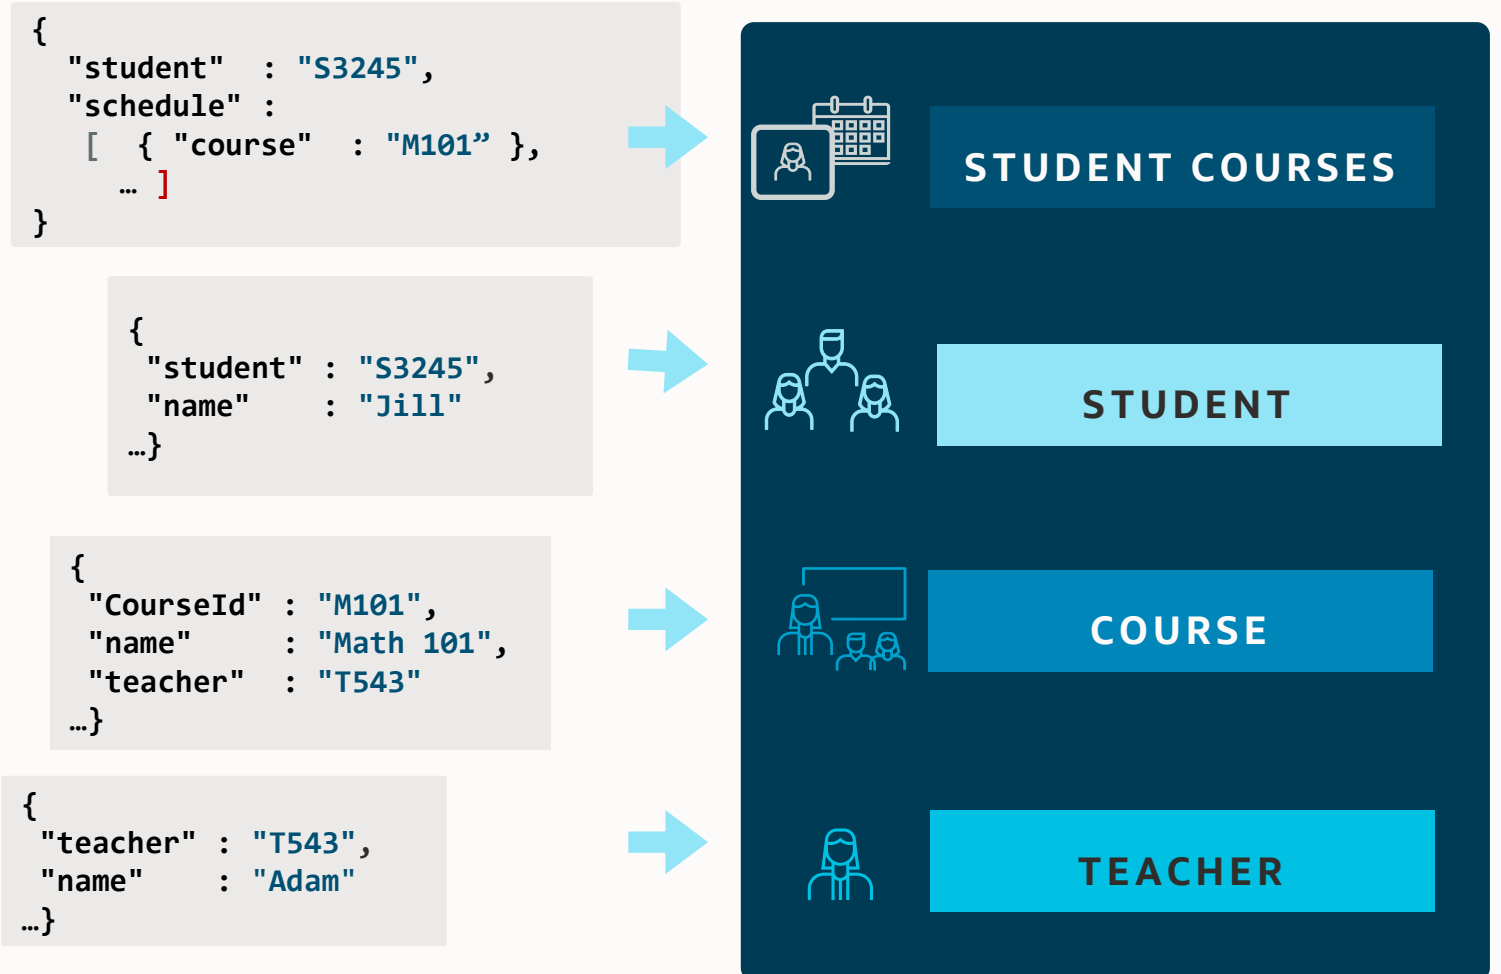 {
"student" : "S3245",
"schedule" :
[ { "course" : "M101” },
… ]
}
STUDENT COURSES
{
"student" : "S3245",
"name" : "Jill"
…}
STUDENT
{
"CourseId" : "M101",
"name" : "Math 101",
"teacher" : "T543"
…}
COURSE
{
"teacher" : "T543",
"name" : "Adam"
…}
TEACHER